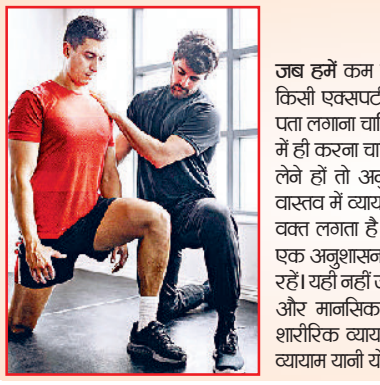 जब हमें कम
किसी एक्सपर्ट
पता लगाना
में ही करना
लेने हों तो
वास्तव में
वक्त लगता है
एक अनुशासन
रहें। यही नहीं
और मानसिक
शारीरिक
व्यायाम यानी